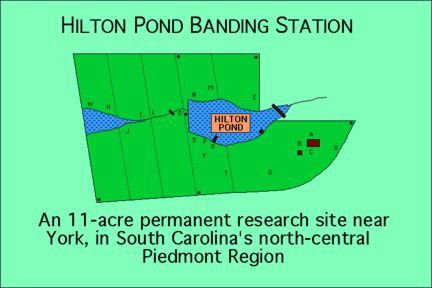 HILTON POND BANDING STATION
N M E
W H I L O
HILTON
POND
J
S P D
F
A
B C
U
T G
An 11-acre permanent research site near
York, in South Carolina's north-central
Piedmont Region